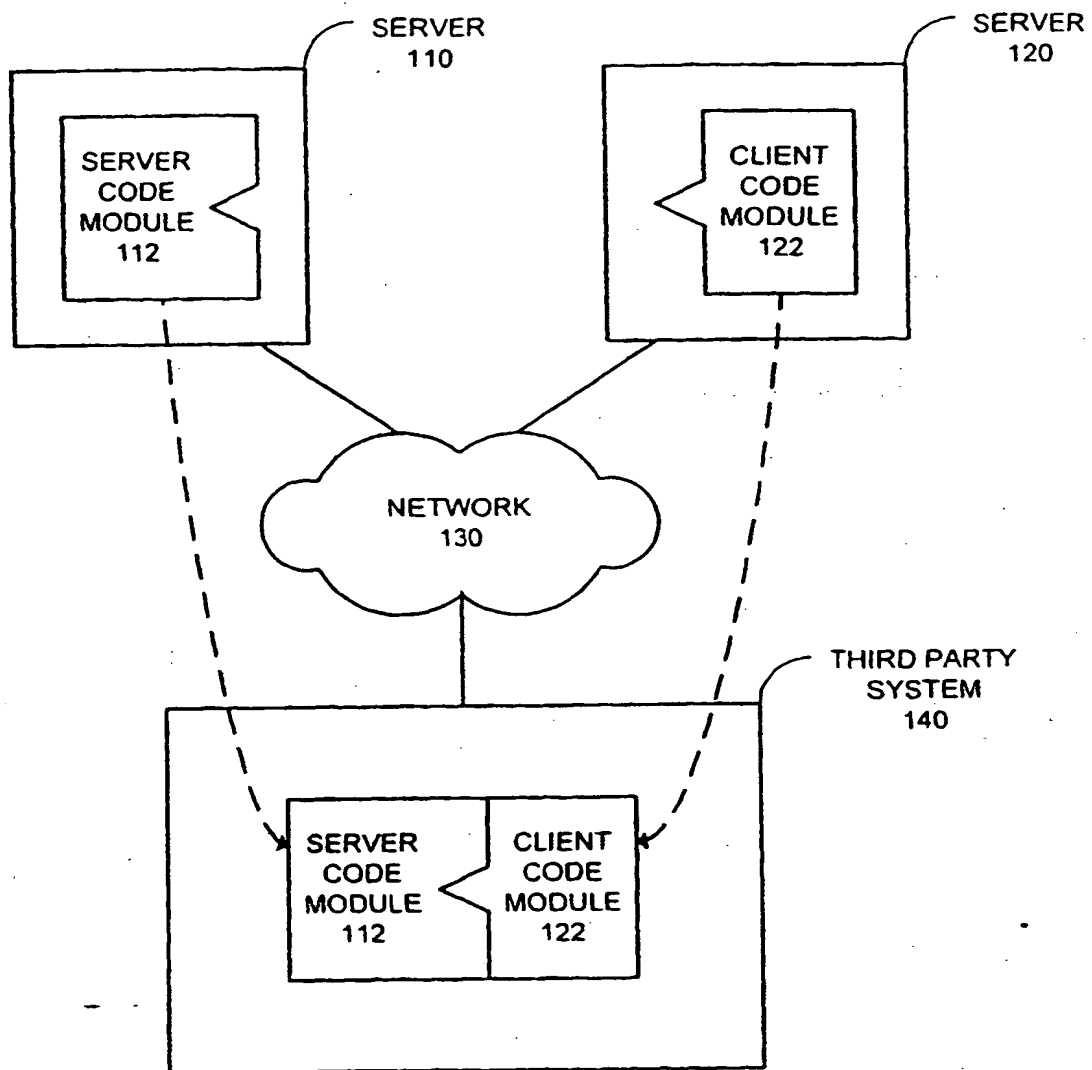 SERVER
110
SERVER
120
SERVER
CODE
MODULE
112
CLIENT
CODE
MODULE
122
NETWORK
130
THIRD PARTY
SYSTEM
140
SERVER
CODE
MODULE
112
CLIENT
CODE
MODULE
122